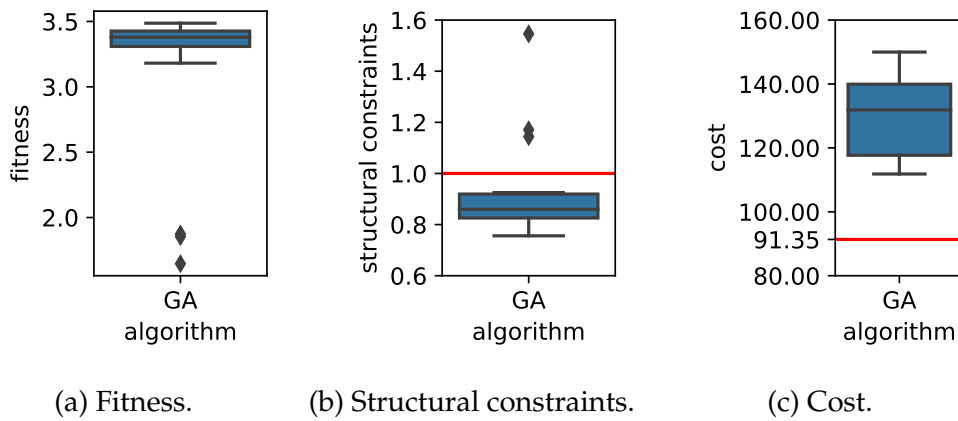 fitness
3.5
3.0
2.5
2.0
GA
algorithm
structural constraints
1.6
1.4
1.2
1.0
0.8
0.6
GA
algorithm
cost
160.00
140.00
120.00
100.00
91.35
80.00
GA
algorithm
(a) Fitness.
(b) Structural constraints.
(c) Cost.